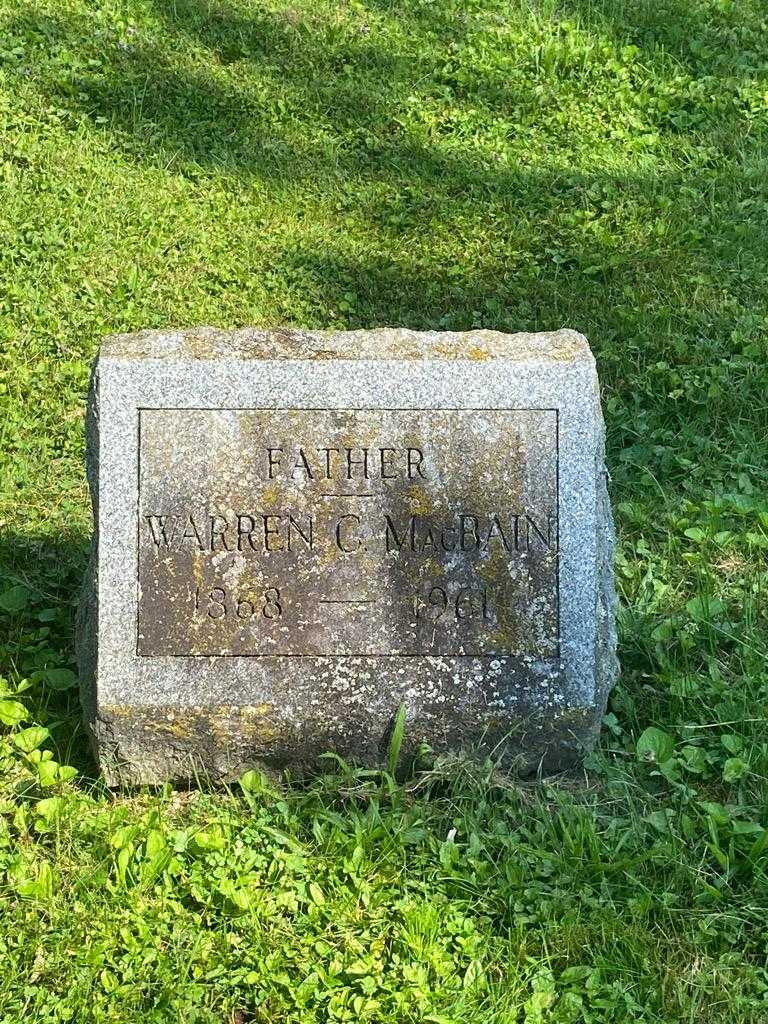 FATHER
WARREN C. MacBAIN
1868 — 1961